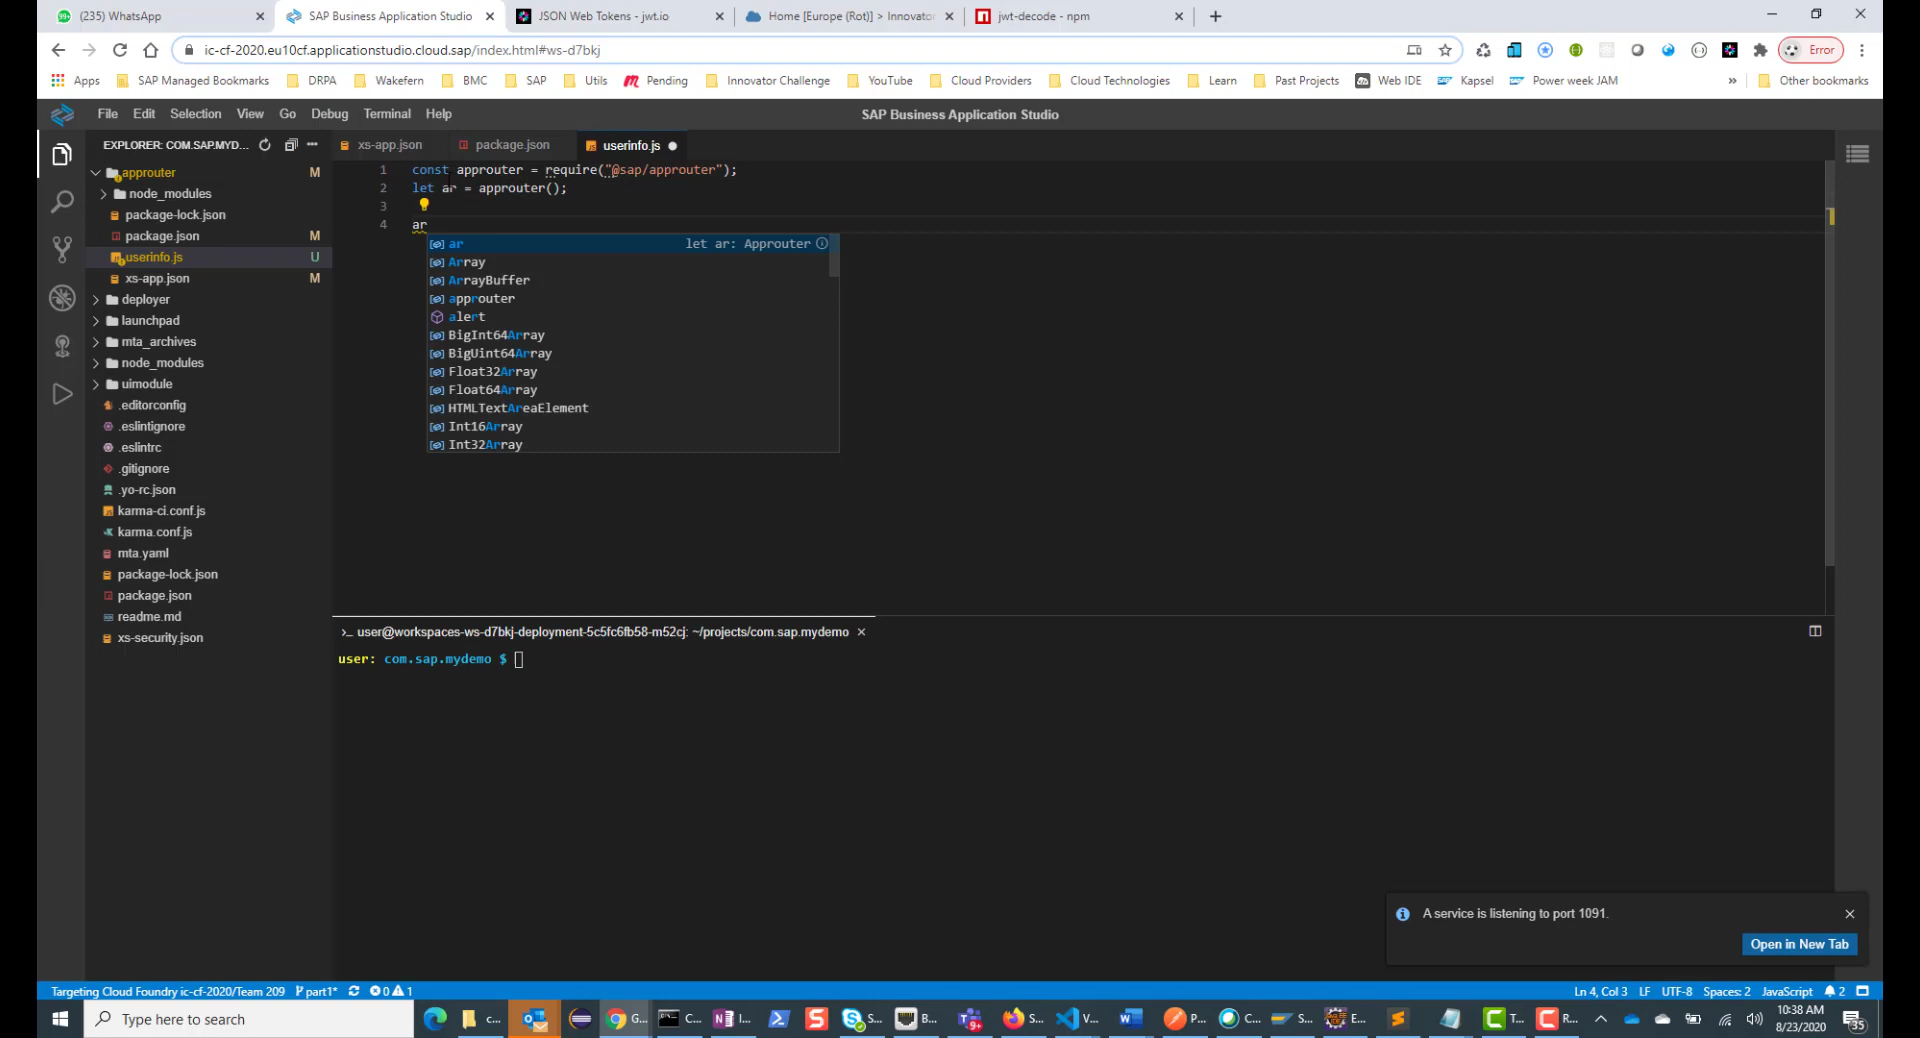 (235) WhatsApp
SAP Business Application Studio
JSON Web Tokens - jwt.io
Home [Europe (Rot)] > Innovator
jwt-decode - npm
ic-cf-2020.eu10cf.applicationstudio.cloud.sap/index.html#ws-d7bkj
Error
Apps
SAP Managed Bookmarks
DRPA
Wakefern
BMC
SAP
Utils
Pending
Innovator Challenge
YouTube
Cloud Providers
Cloud Technologies
Learn
Past Projects
Web IDE
Kapsel
Power week JAM
»
Other bookmarks
File Edit Selection View Go Debug Terminal Help
SAP Business Application Studio
EXPLORER: COM.SAP.MYD...
xs-app.json
package.json
userinfo.js
approuter M
node_modules
package-lock.json
package.json M
userinfo.js U
xs-app.json M
deployer
launchpad
mta_archives
node_modules
uimodule
.editorconfig
.eslintignore
.eslintrc
.gitignore
.yo-rc.json
karma-ci.conf.js
karma.conf.js
mta.yaml
package-lock.json
package.json
readme.md
xs-security.json
1 const approuter = require("@sap/approuter");
2 let ar = approuter();
3
4 ar
ar let ar: Approuter
Array
ArrayBuffer
approuter
alert
BigInt64Array
BigUint64Array
Float32Array
Float64Array
HTMLTextAreaElement
Int16Array
Int32Array
>_ user@workspaces-ws-d7bkj-deployment-5c5fc6fb58-m52cj: ~/projects/com.sap.mydemo
user: com.sap.mydemo $
A service is listening to port 1091.
Open in New Tab
Targeting Cloud Foundry ic-cf-2020/Team 209
part1*
0 1
Ln 4, Col 3 LF UTF-8 Spaces: 2 JavaScript 2
Type here to search
c...
G...
C...
I...
S...
B...
9+
S...
V...
W...
P...
C...
S...
E...
T...
R...
10:38 AM
8/23/2020
35